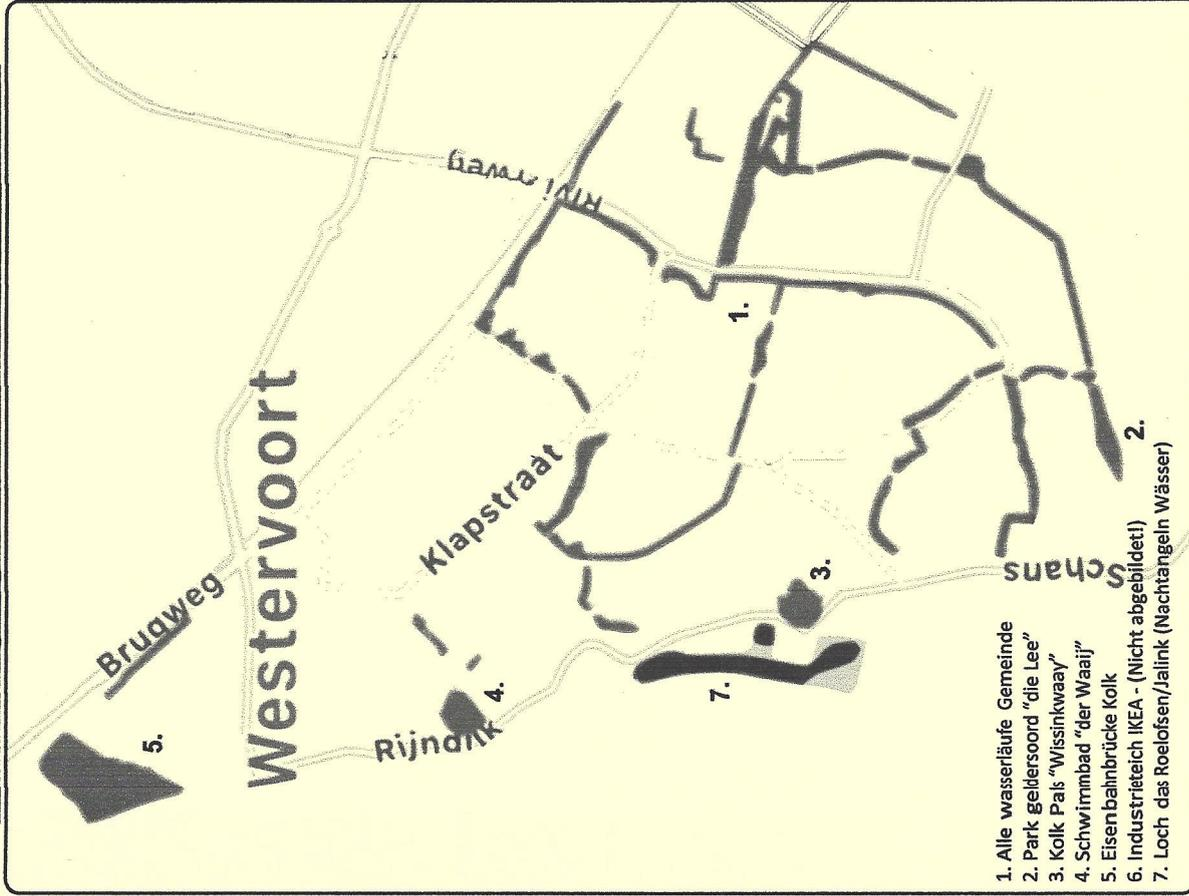 Westervoort
Brugweg
Rivierweg
Klapstraat
Rijndijk
Schans
1.
2.
3.
4.
5.
7.
1. Alle wasserläufe Gemeinde
2. Park geldersoord "die Lee"
3. Kolk Pals "Wissinkwaay"
4. Schwimmbad "der Waaij"
5. Eisenbahnbrücke Kolk
6. Industrieteich IKEA - (Nicht abgebildet!)
7. Loch das Roelofsen/Jalink (Nachtangeln Wässer)